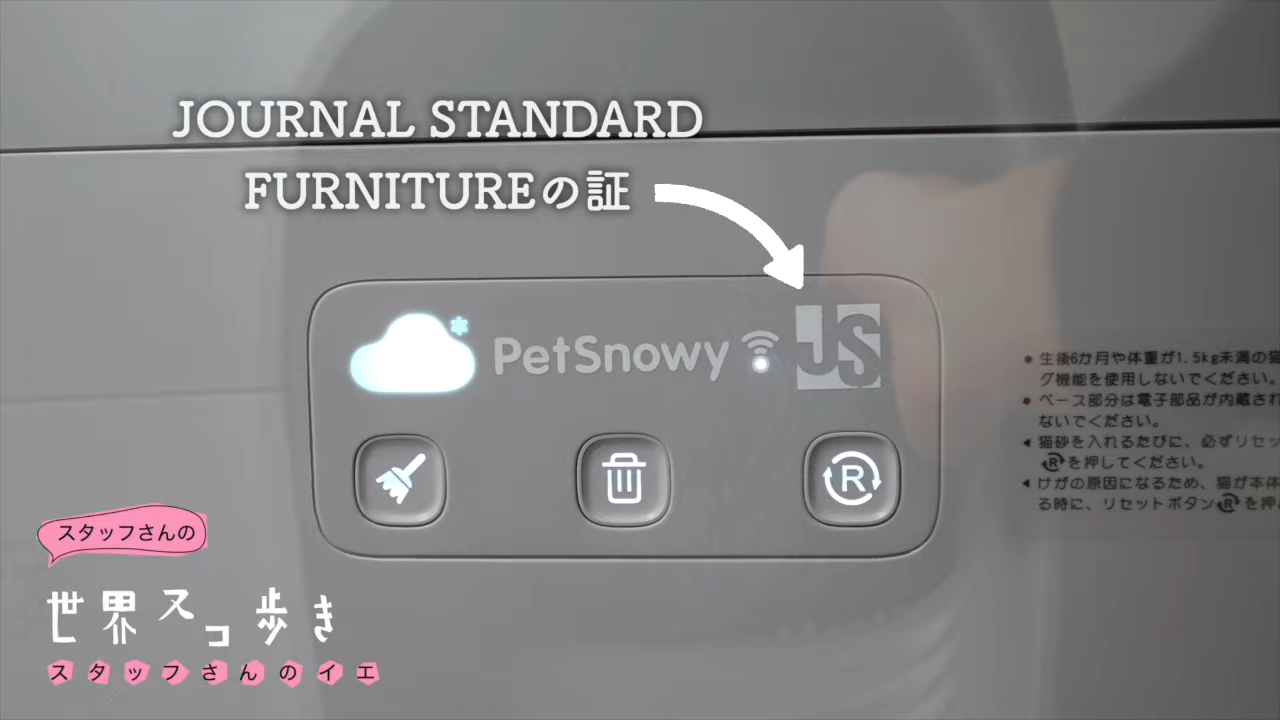 JOURNAL STANDARD
FURNITUREの証
PetSnowy
JS
R
生後6か月や体重が1.5kg未満の猫
グ機能を使用しないでください。
ベース部分は電子部品が内蔵され
ないでください。
猫砂を入れるたびに、必ずリセッ
Rを押してください。
けがの原因になるため、猫が本体
る時に、リセットボタンRを押
スタッフさんの
世界ヌコ歩き
スタッフさんのイエ